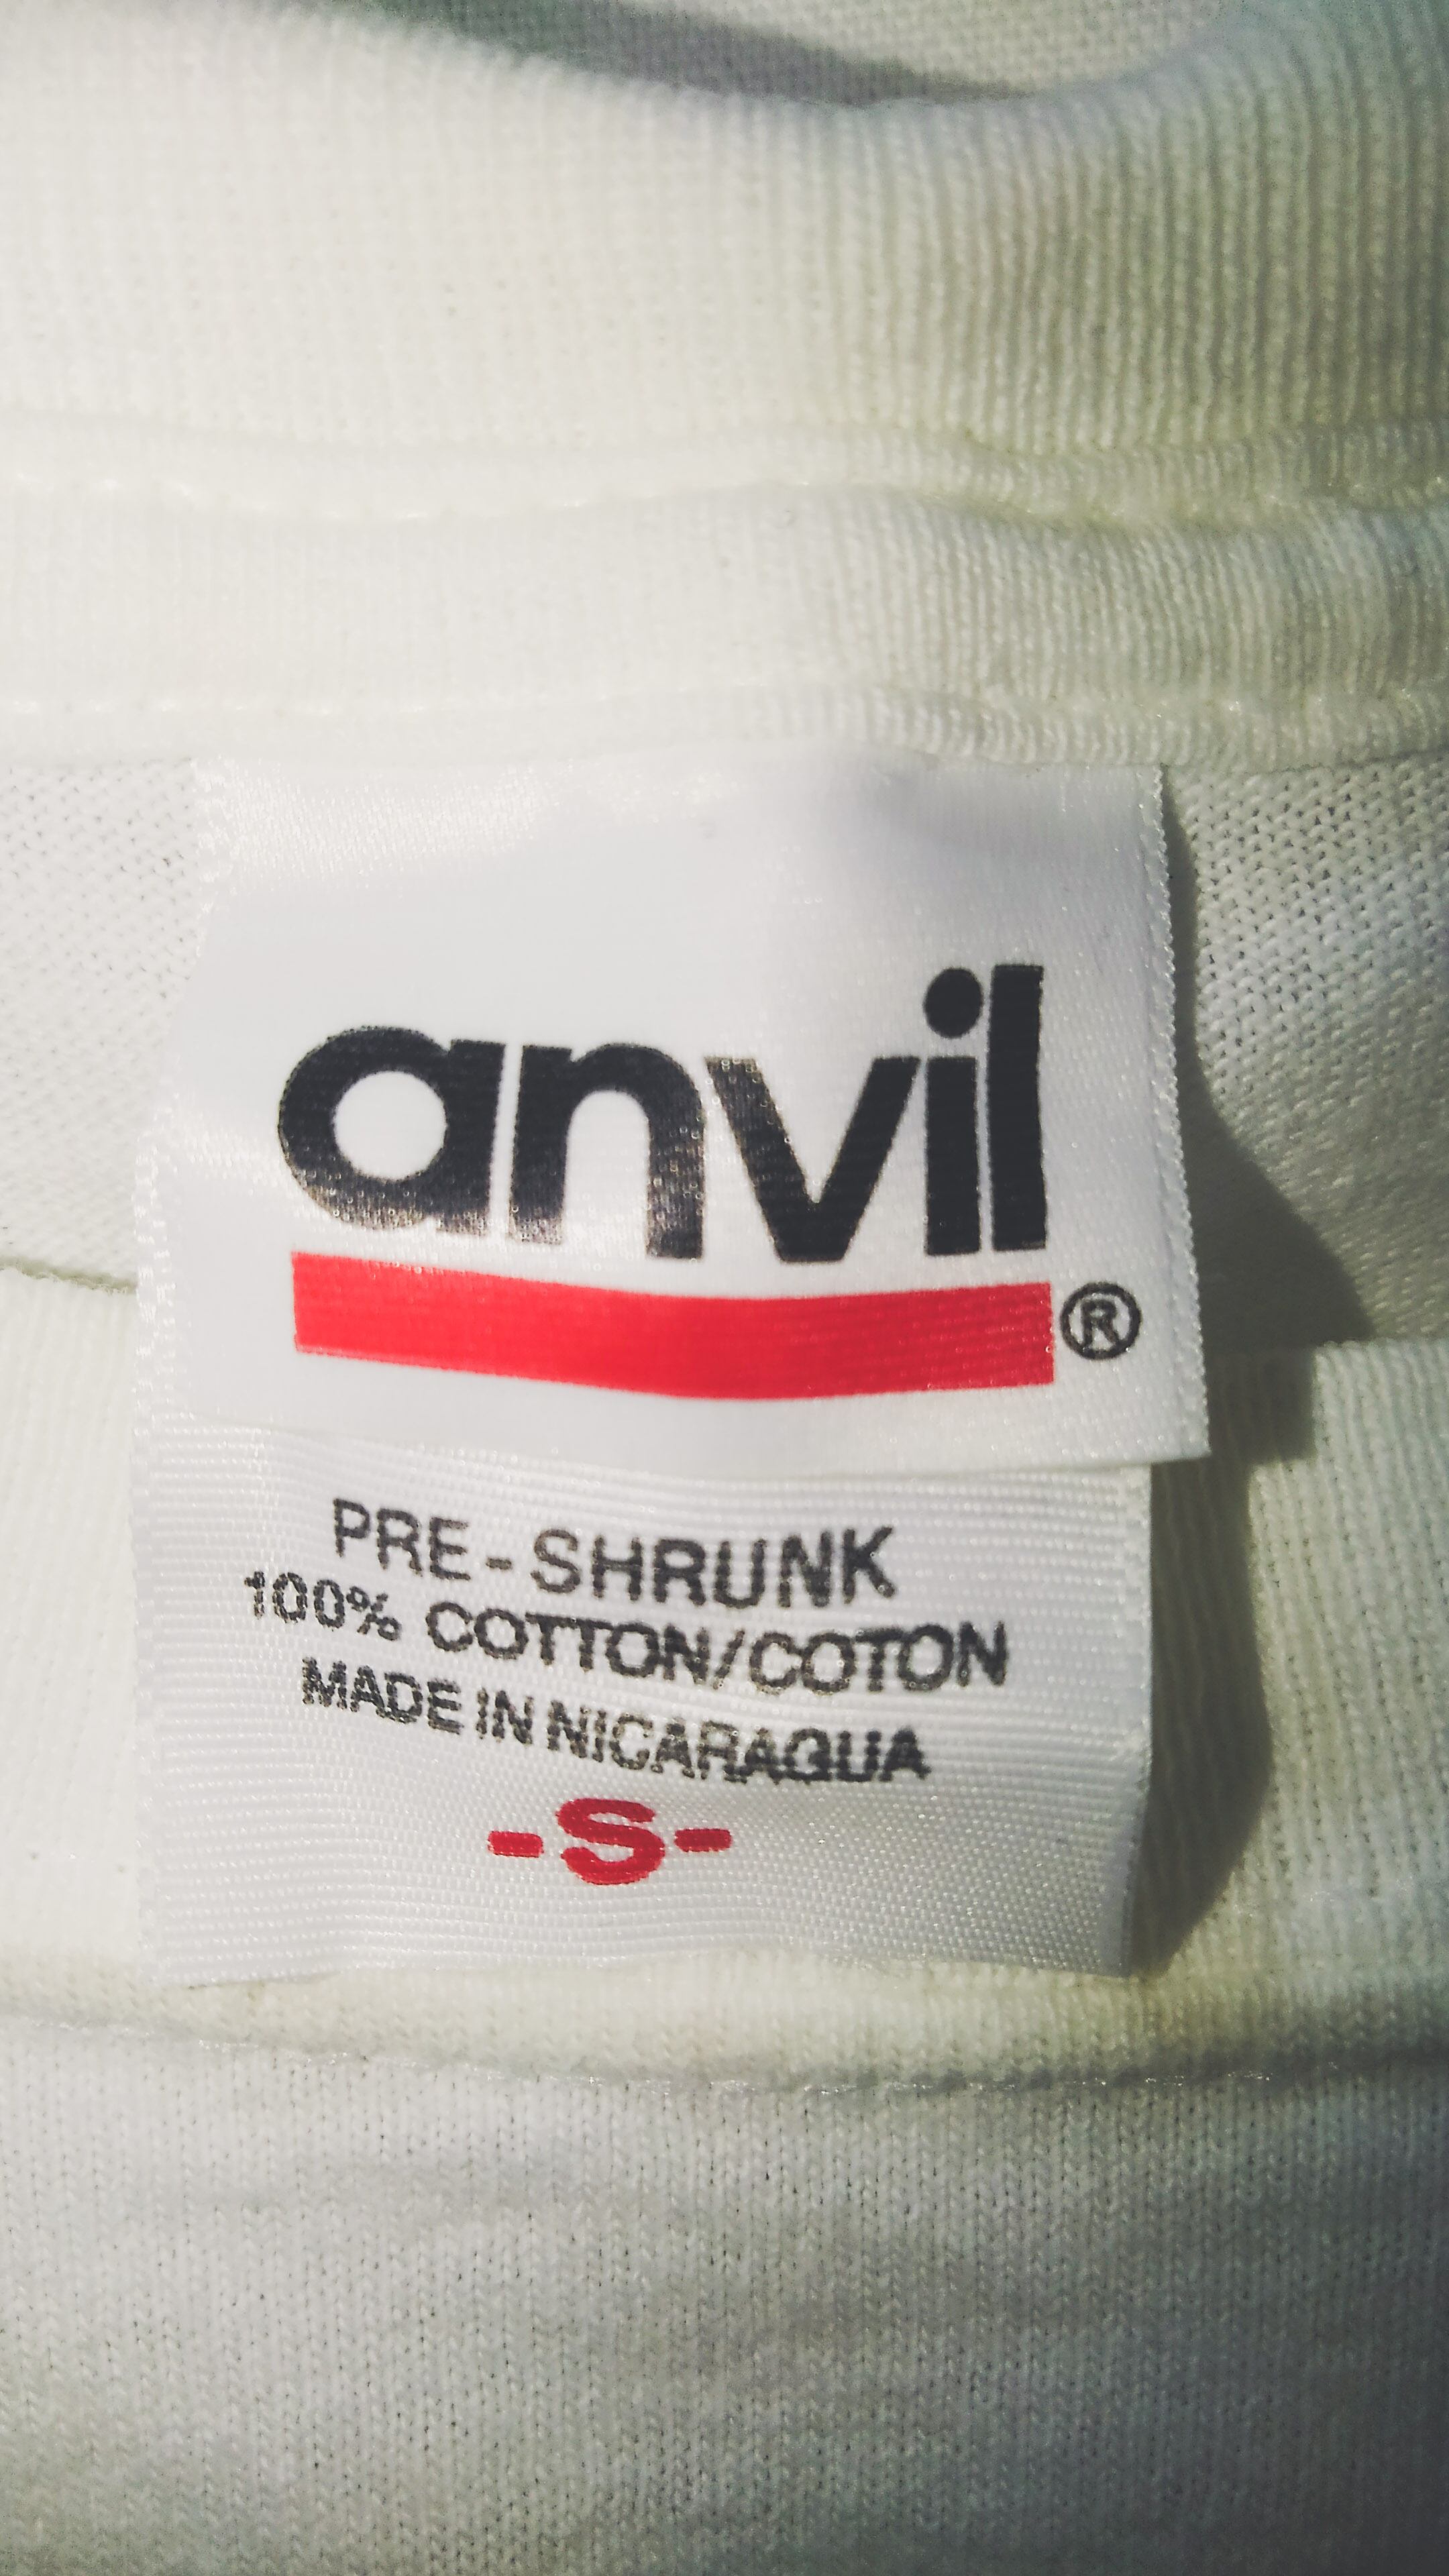 anvil
®
PRE-SHRUNK
100% COTTON/COTON
MADE IN NICARAGUA
-S-